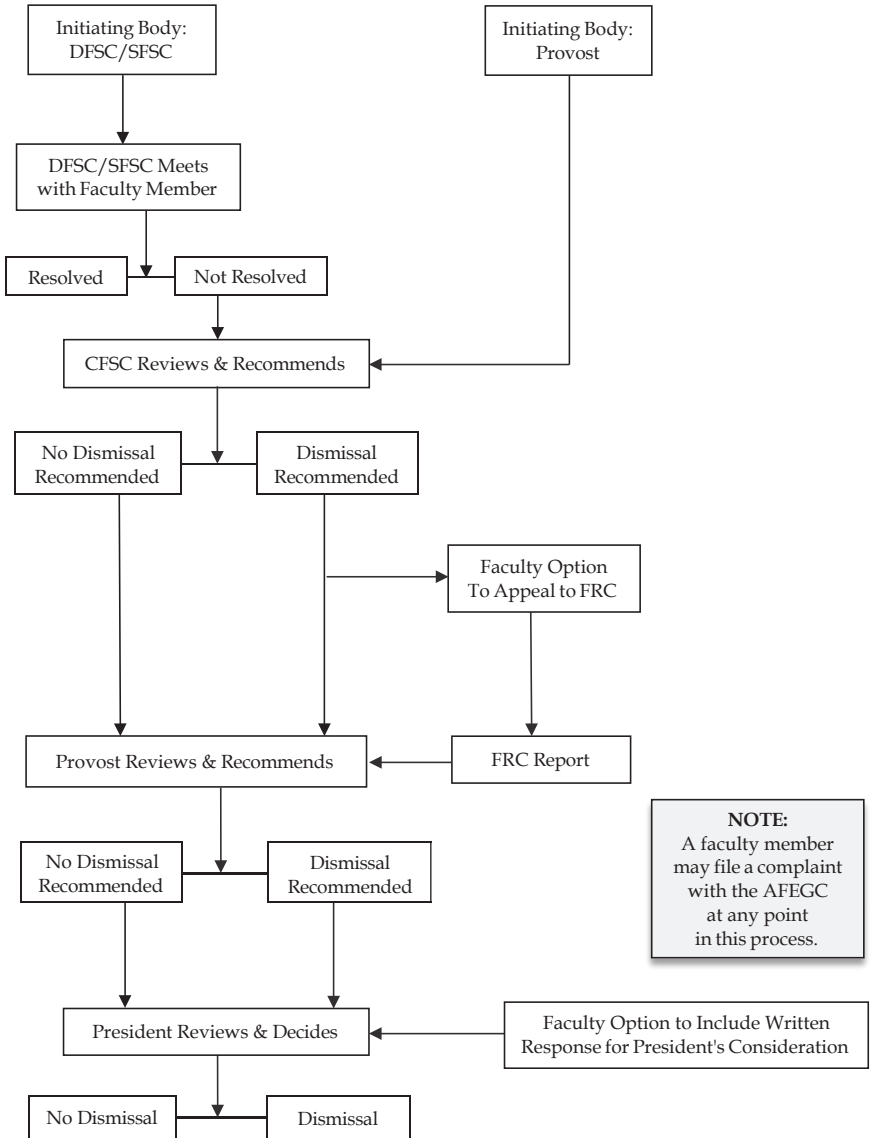 Initiating Body:
DFSC/SFSC
Initiating Body:
Provost
DFSC/SFSC Meets
with Faculty Member
Resolved
Not Resolved
CFSC Reviews & Recommends
No Dismissal
Recommended
Dismissal
Recommended
Faculty Option
To Appeal to FRC
Provost Reviews & Recommends
FRC Report
NOTE:
A faculty member
may file a complaint
with the AFEGC
at any point
in this process.
No Dismissal
Recommended
Dismissal
Recommended
President Reviews & Decides
Faculty Option to Include Written
Response for President's Consideration
No Dismissal
Dismissal